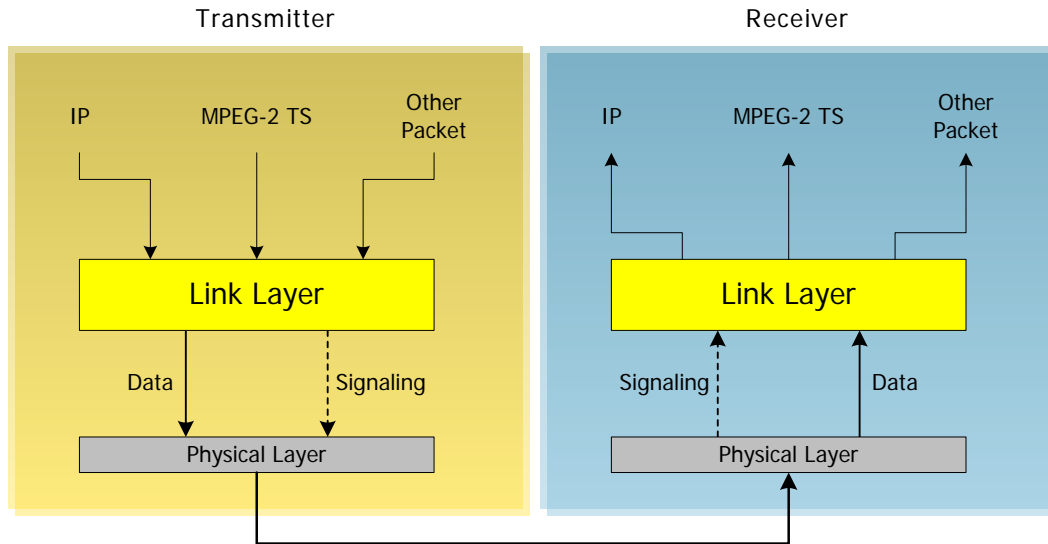 Transmitter
IP
MPEG-2 TS
Other
Packet
Link Layer
Data
Signaling
Physical Layer
Receiver
IP
MPEG-2 TS
Other
Packet
Link Layer
Signaling
Data
Physical Layer